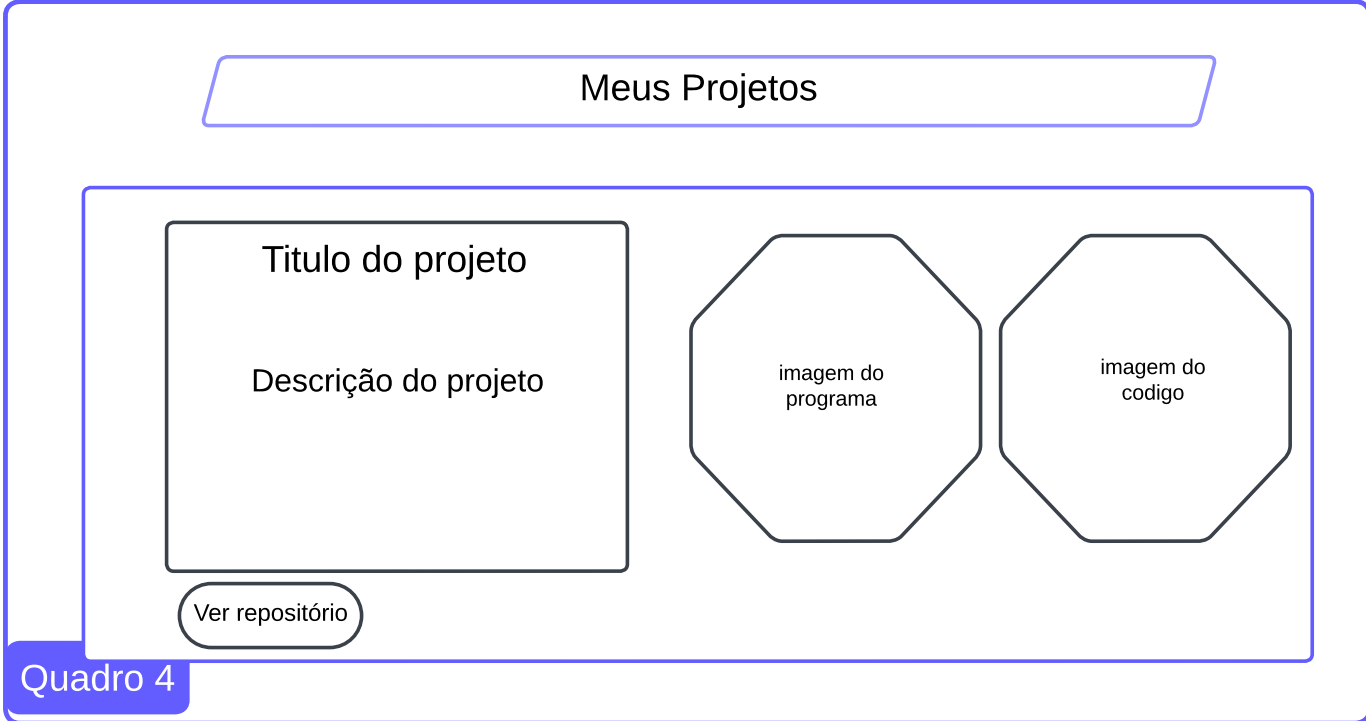 Meus Projetos
Titulo do projeto
Descrição do projeto
imagem do
programa
imagem do
codigo
Ver repositório
Quadro 4